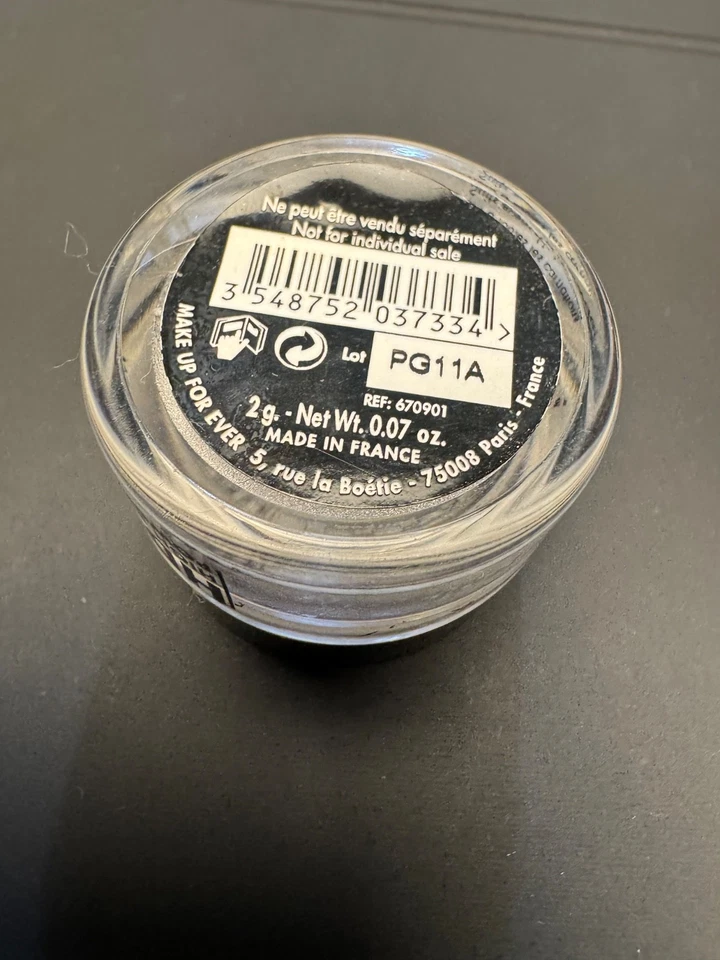 Ne peut être vendu séparément
Not for individual sale
3 548752 037334 >
Lot PG11A
REF: 670901
2g. - Net Wt. 0.07 oz.
MADE IN FRANCE
MAKE UP FOR EVER 5, rue la Boétie - 75008 Paris - France